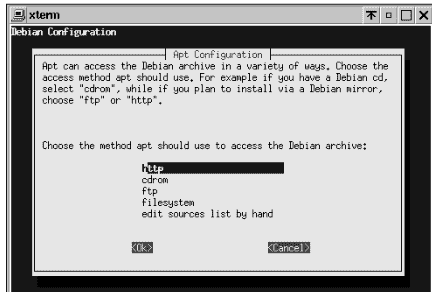 xterm
Debian Configuration
Apt Configuration
Apt can access the Debian archive in a variety of ways. Choose the
access method apt should use. For example if you have a Debian cd,
select "cdrom", while if you plan to install via a Debian mirror,
choose "ftp" or "http".
Choose the method apt should use to access the Debian archive:
http
cdrom
ftp
filesystem
edit sources list by hand
<Ok> <Cancel>